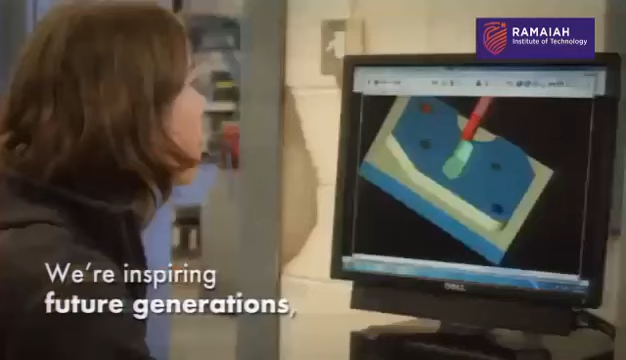 RAMAIAH
Institute of Technology
We're inspiring
future generations,
DELL